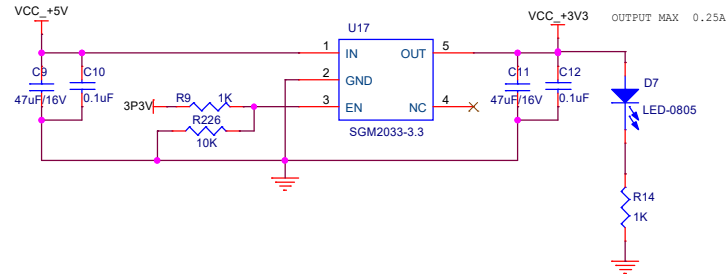 VCC_+5V
U17
VCC_+3V3
OUTPUT MAX 0.25A
1 IN OUT 5
C9
C10
2 GND
C11
C12
D7
47uF/16V
0.1uF
3P3V
R9 1K
3 EN NC 4
47uF/16V
0.1uF
LED-0805
R226
SGM2033-3.3
10K
R14
1K